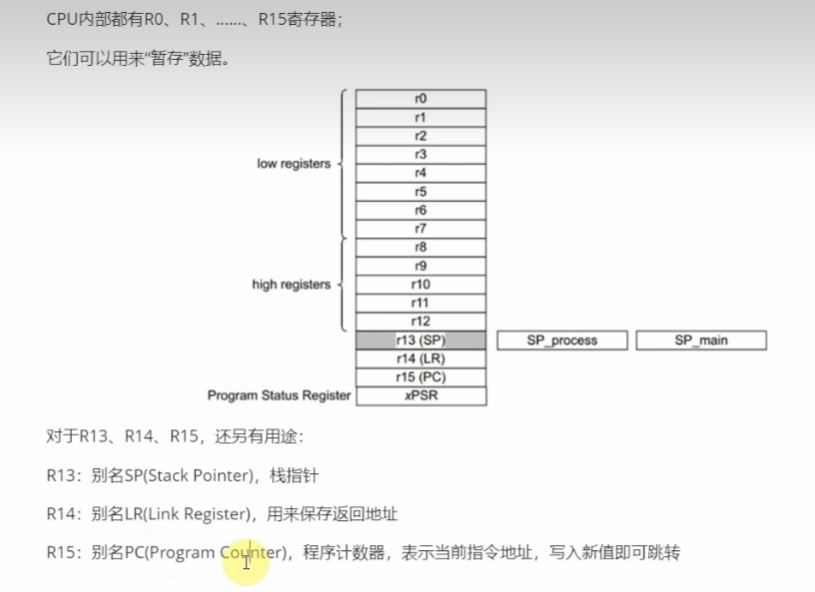 CPU内部都有R0、R1、……、R15寄存器；
它们可以用来“暂存”数据。
r0
r1
r2
low registers
r3
r4
r5
r6
r7
r8
r9
high registers
r10
r11
r12
r13 (SP)
SP_process
SP_main
r14 (LR)
r15 (PC)
Program Status Register
xPSR
对于R13、R14、R15，还另有用途：
R13：别名SP(Stack Pointer)，栈指针
R14：别名LR(Link Register)，用来保存返回地址
R15：别名PC(Program Counter)，程序计数器，表示当前指令地址，写入新值即可跳转